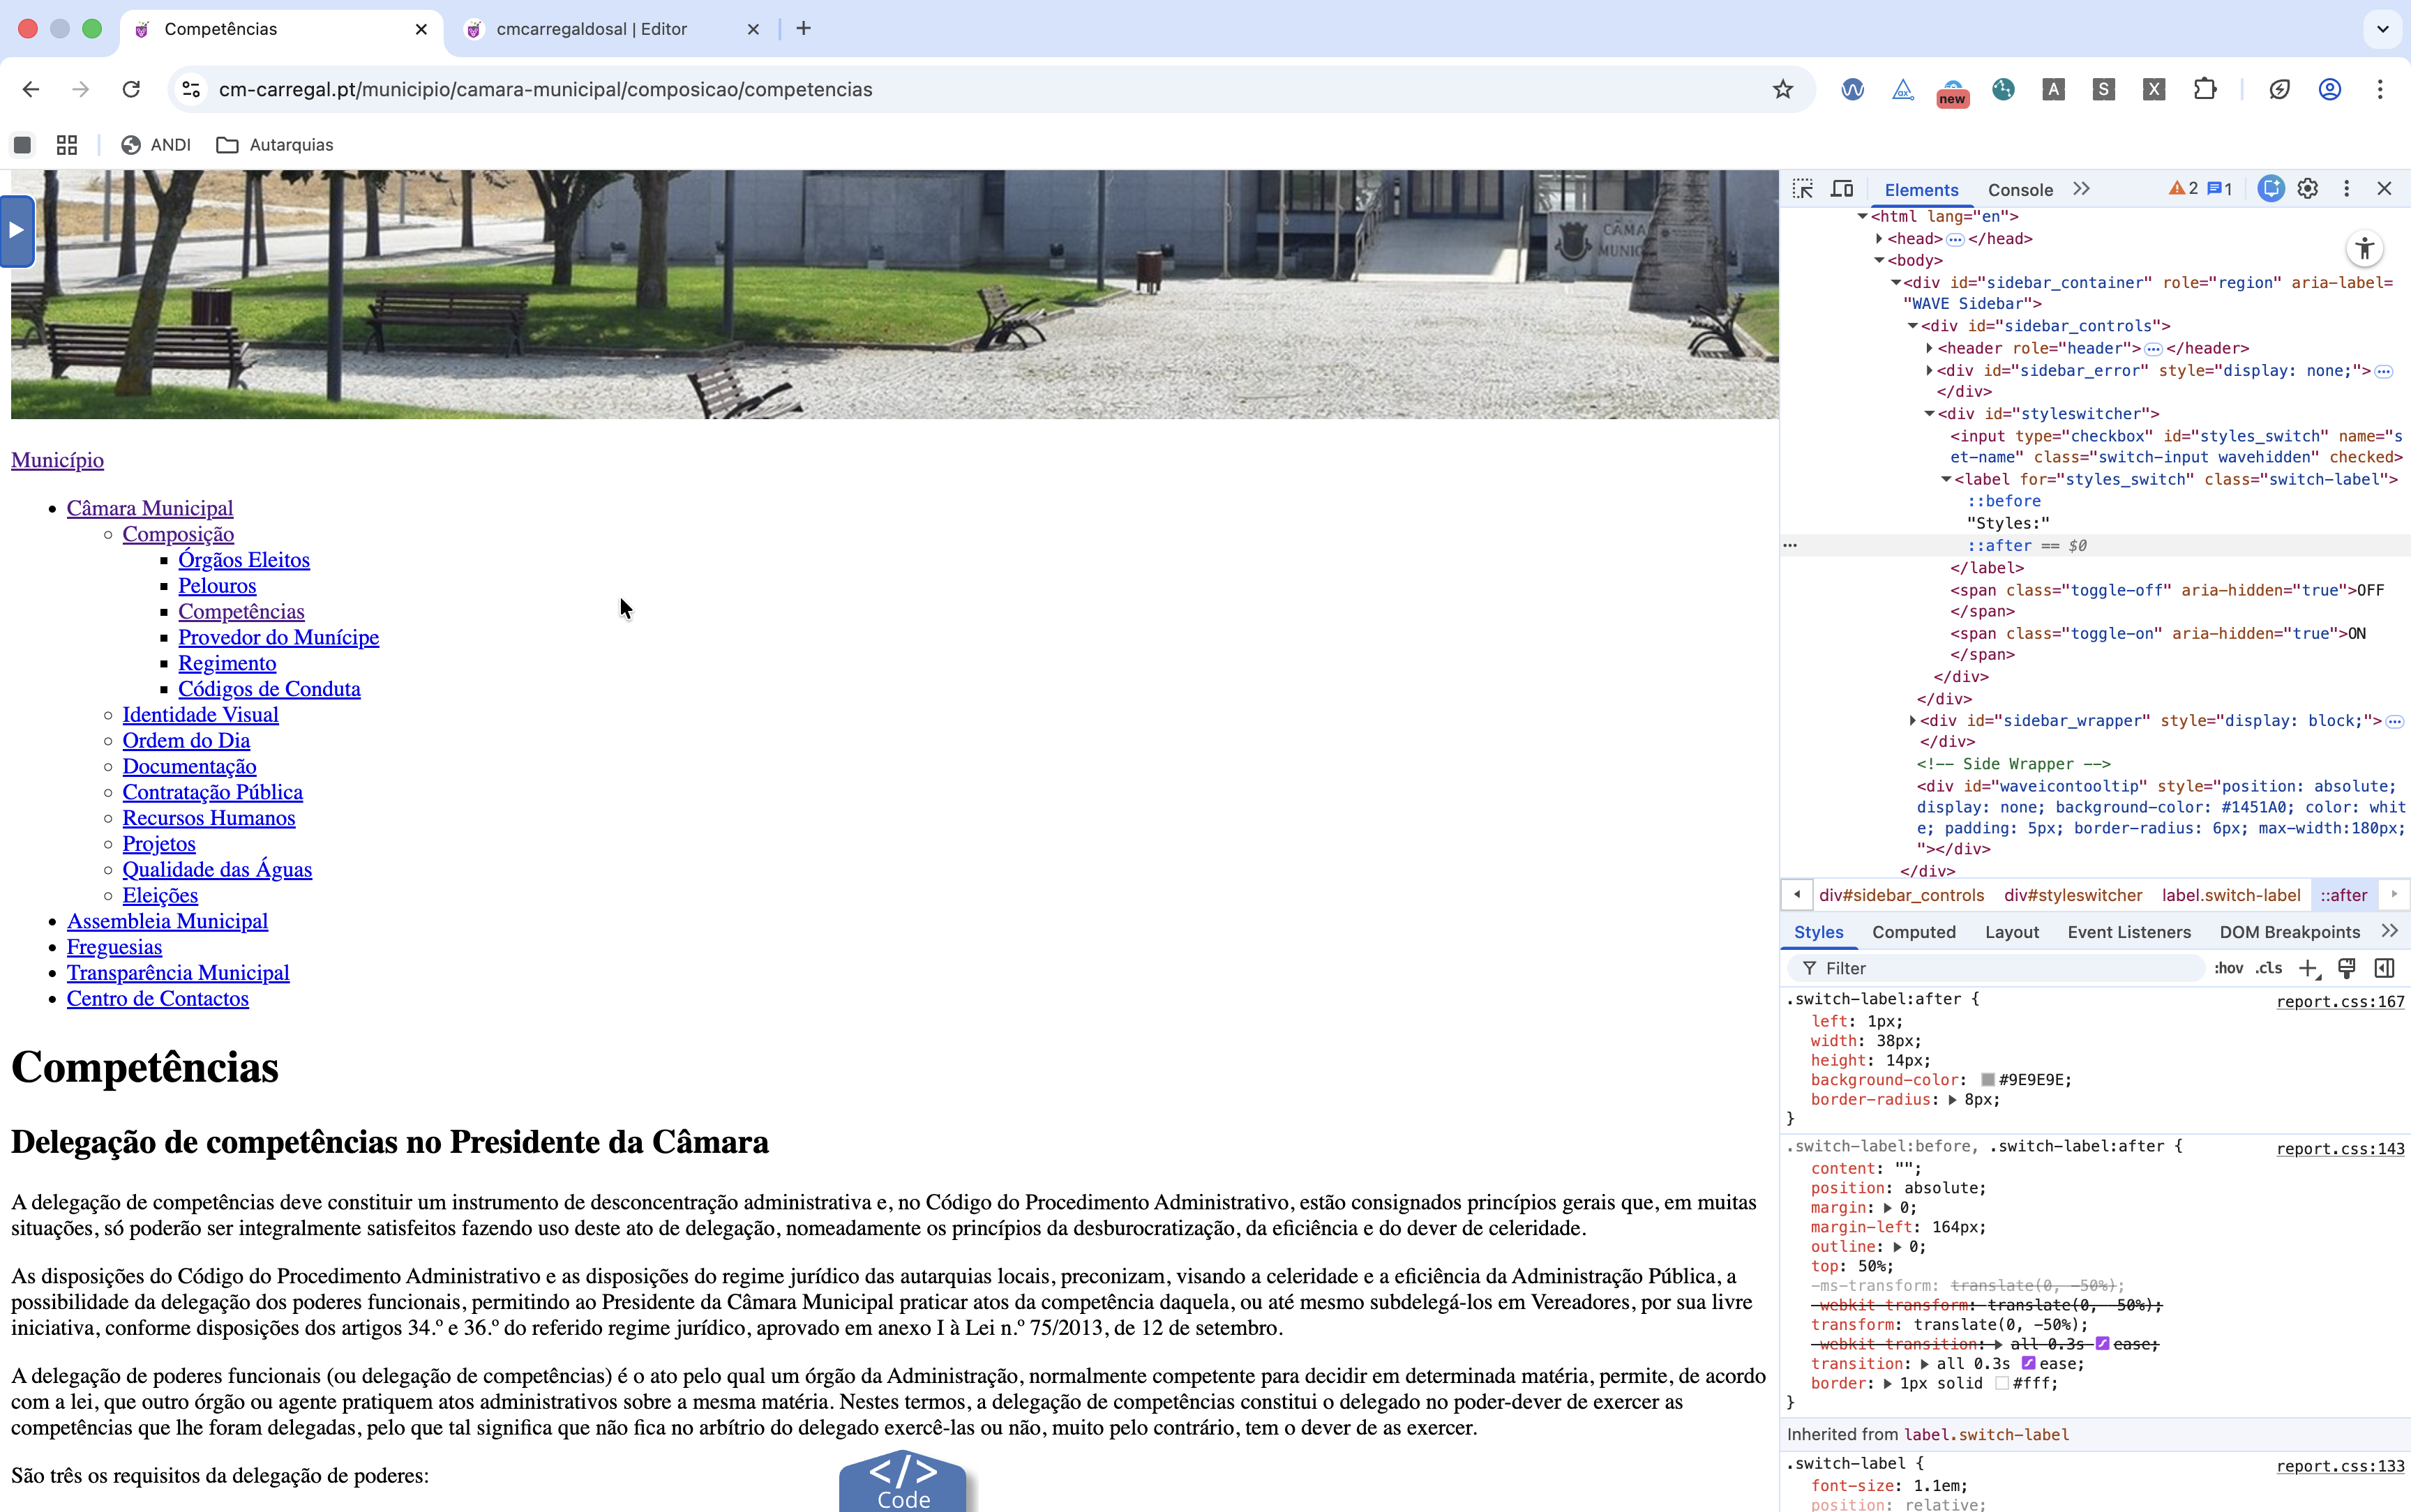 Competências
cmcarregaldosal | Editor
cm-carregal.pt/municipio/camara-municipal/composicao/competencias
new
A
S
X
ANDI
Autarquias
CÂMA
MUNIC
Município
Câmara Municipal
Composição
Órgãos Eleitos
Pelouros
Competências
Provedor do Munícipe
Regimento
Códigos de Conduta
Identidade Visual
Ordem do Dia
Documentação
Contratação Pública
Recursos Humanos
Projetos
Qualidade das Águas
Eleições
Assembleia Municipal
Freguesias
Transparência Municipal
Centro de Contactos
Competências
Delegação de competências no Presidente da Câmara
A delegação de competências deve constituir um instrumento de desconcentração administrativa e, no Código do Procedimento Administrativo, estão consignados princípios gerais que, em muitas
situações, só poderão ser integralmente satisfeitos fazendo uso deste ato de delegação, nomeadamente os princípios da desburocratização, da eficiência e do dever de celeridade.
As disposições do Código do Procedimento Administrativo e as disposições do regime jurídico das autarquias locais, preconizam, visando a celeridade e a eficiência da Administração Pública, a
possibilidade da delegação dos poderes funcionais, permitindo ao Presidente da Câmara Municipal praticar atos da competência daquela, ou até mesmo subdelegá-los em Vereadores, por sua livre
iniciativa, conforme disposições dos artigos 34.º e 36.º do referido regime jurídico, aprovado em anexo I à Lei n.º 75/2013, de 12 de setembro.
A delegação de poderes funcionais (ou delegação de competências) é o ato pelo qual um órgão da Administração, normalmente competente para decidir em determinada matéria, permite, de acordo
com a lei, que outro órgão ou agente pratiquem atos administrativos sobre a mesma matéria. Nestes termos, a delegação de competências constitui o delegado no poder-dever de exercer as
competências que lhe foram delegadas, pelo que tal significa que não fica no arbítrio do delegado exercê-las ou não, muito pelo contrário, tem o dever de as exercer.
São três os requisitos da delegação de poderes:
</>
Code
Elements Console 2 1
<html lang="en">
<head> ⋯ </head>
<body>
<div id="sidebar_container" role="region" aria-label=
"WAVE Sidebar">
<div id="sidebar_controls">
<header role="header"> ⋯ </header>
<div id="sidebar_error" style="display: none;"> ⋯
</div>
<div id="styleswitcher">
<input type="checkbox" id="styles_switch" name="s
et-name" class="switch-input wavehidden" checked>
<label for="styles_switch" class="switch-label">
::before
"Styles:"
::after == $0
</label>
<span class="toggle-off" aria-hidden="true">OFF
</span>
<span class="toggle-on" aria-hidden="true">ON
</span>
</div>
</div>
<div id="sidebar_wrapper" style="display: block;"> ⋯
</div>
<!-- Side Wrapper -->
<div id="waveicontooltip" style="position: absolute;
display: none; background-color: #1451A0; color: whit
e; padding: 5px; border-radius: 6px; max-width:180px;
"></div>
</div>
div#sidebar_controls div#styleswitcher label.switch-label ::after
Styles Computed Layout Event Listeners DOM Breakpoints
Filter :hov .cls
.switch-label:after { report.css:167
left: 1px;
width: 38px;
height: 14px;
background-color: #9E9E9E;
border-radius: 8px;
}
.switch-label:before, .switch-label:after { report.css:143
content: "";
position: absolute;
margin: 0;
margin-left: 164px;
outline: 0;
top: 50%;
-ms-transform: translate(0, -50%);
-webkit-transform: translate(0, -50%);
transform: translate(0, -50%);
-webkit-transition: all 0.3s ease;
transition: all 0.3s ease;
border: 1px solid #fff;
}
Inherited from label.switch-label
.switch-label { report.css:133
font-size: 1.1em;
position: relative;